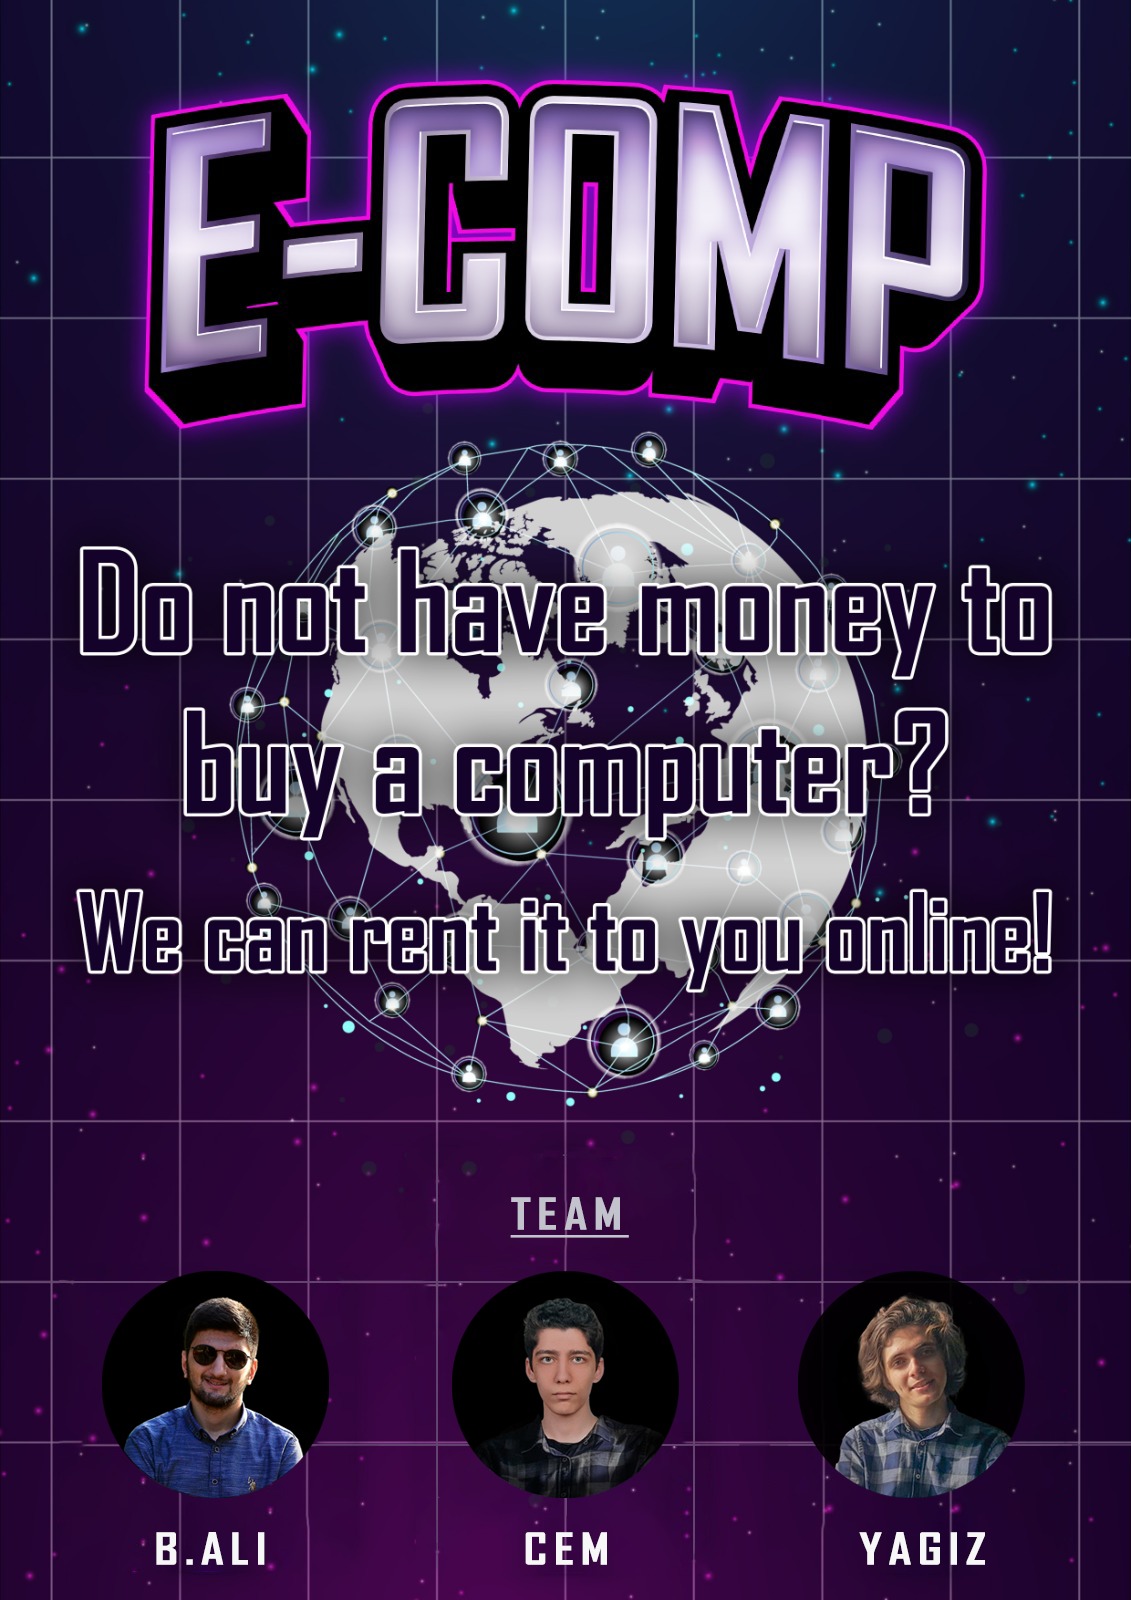 E-COMP
Do not have money to
buy a computer?
We can rent it to you online!
TEAM
B.ALI
CEM
YAGIZ